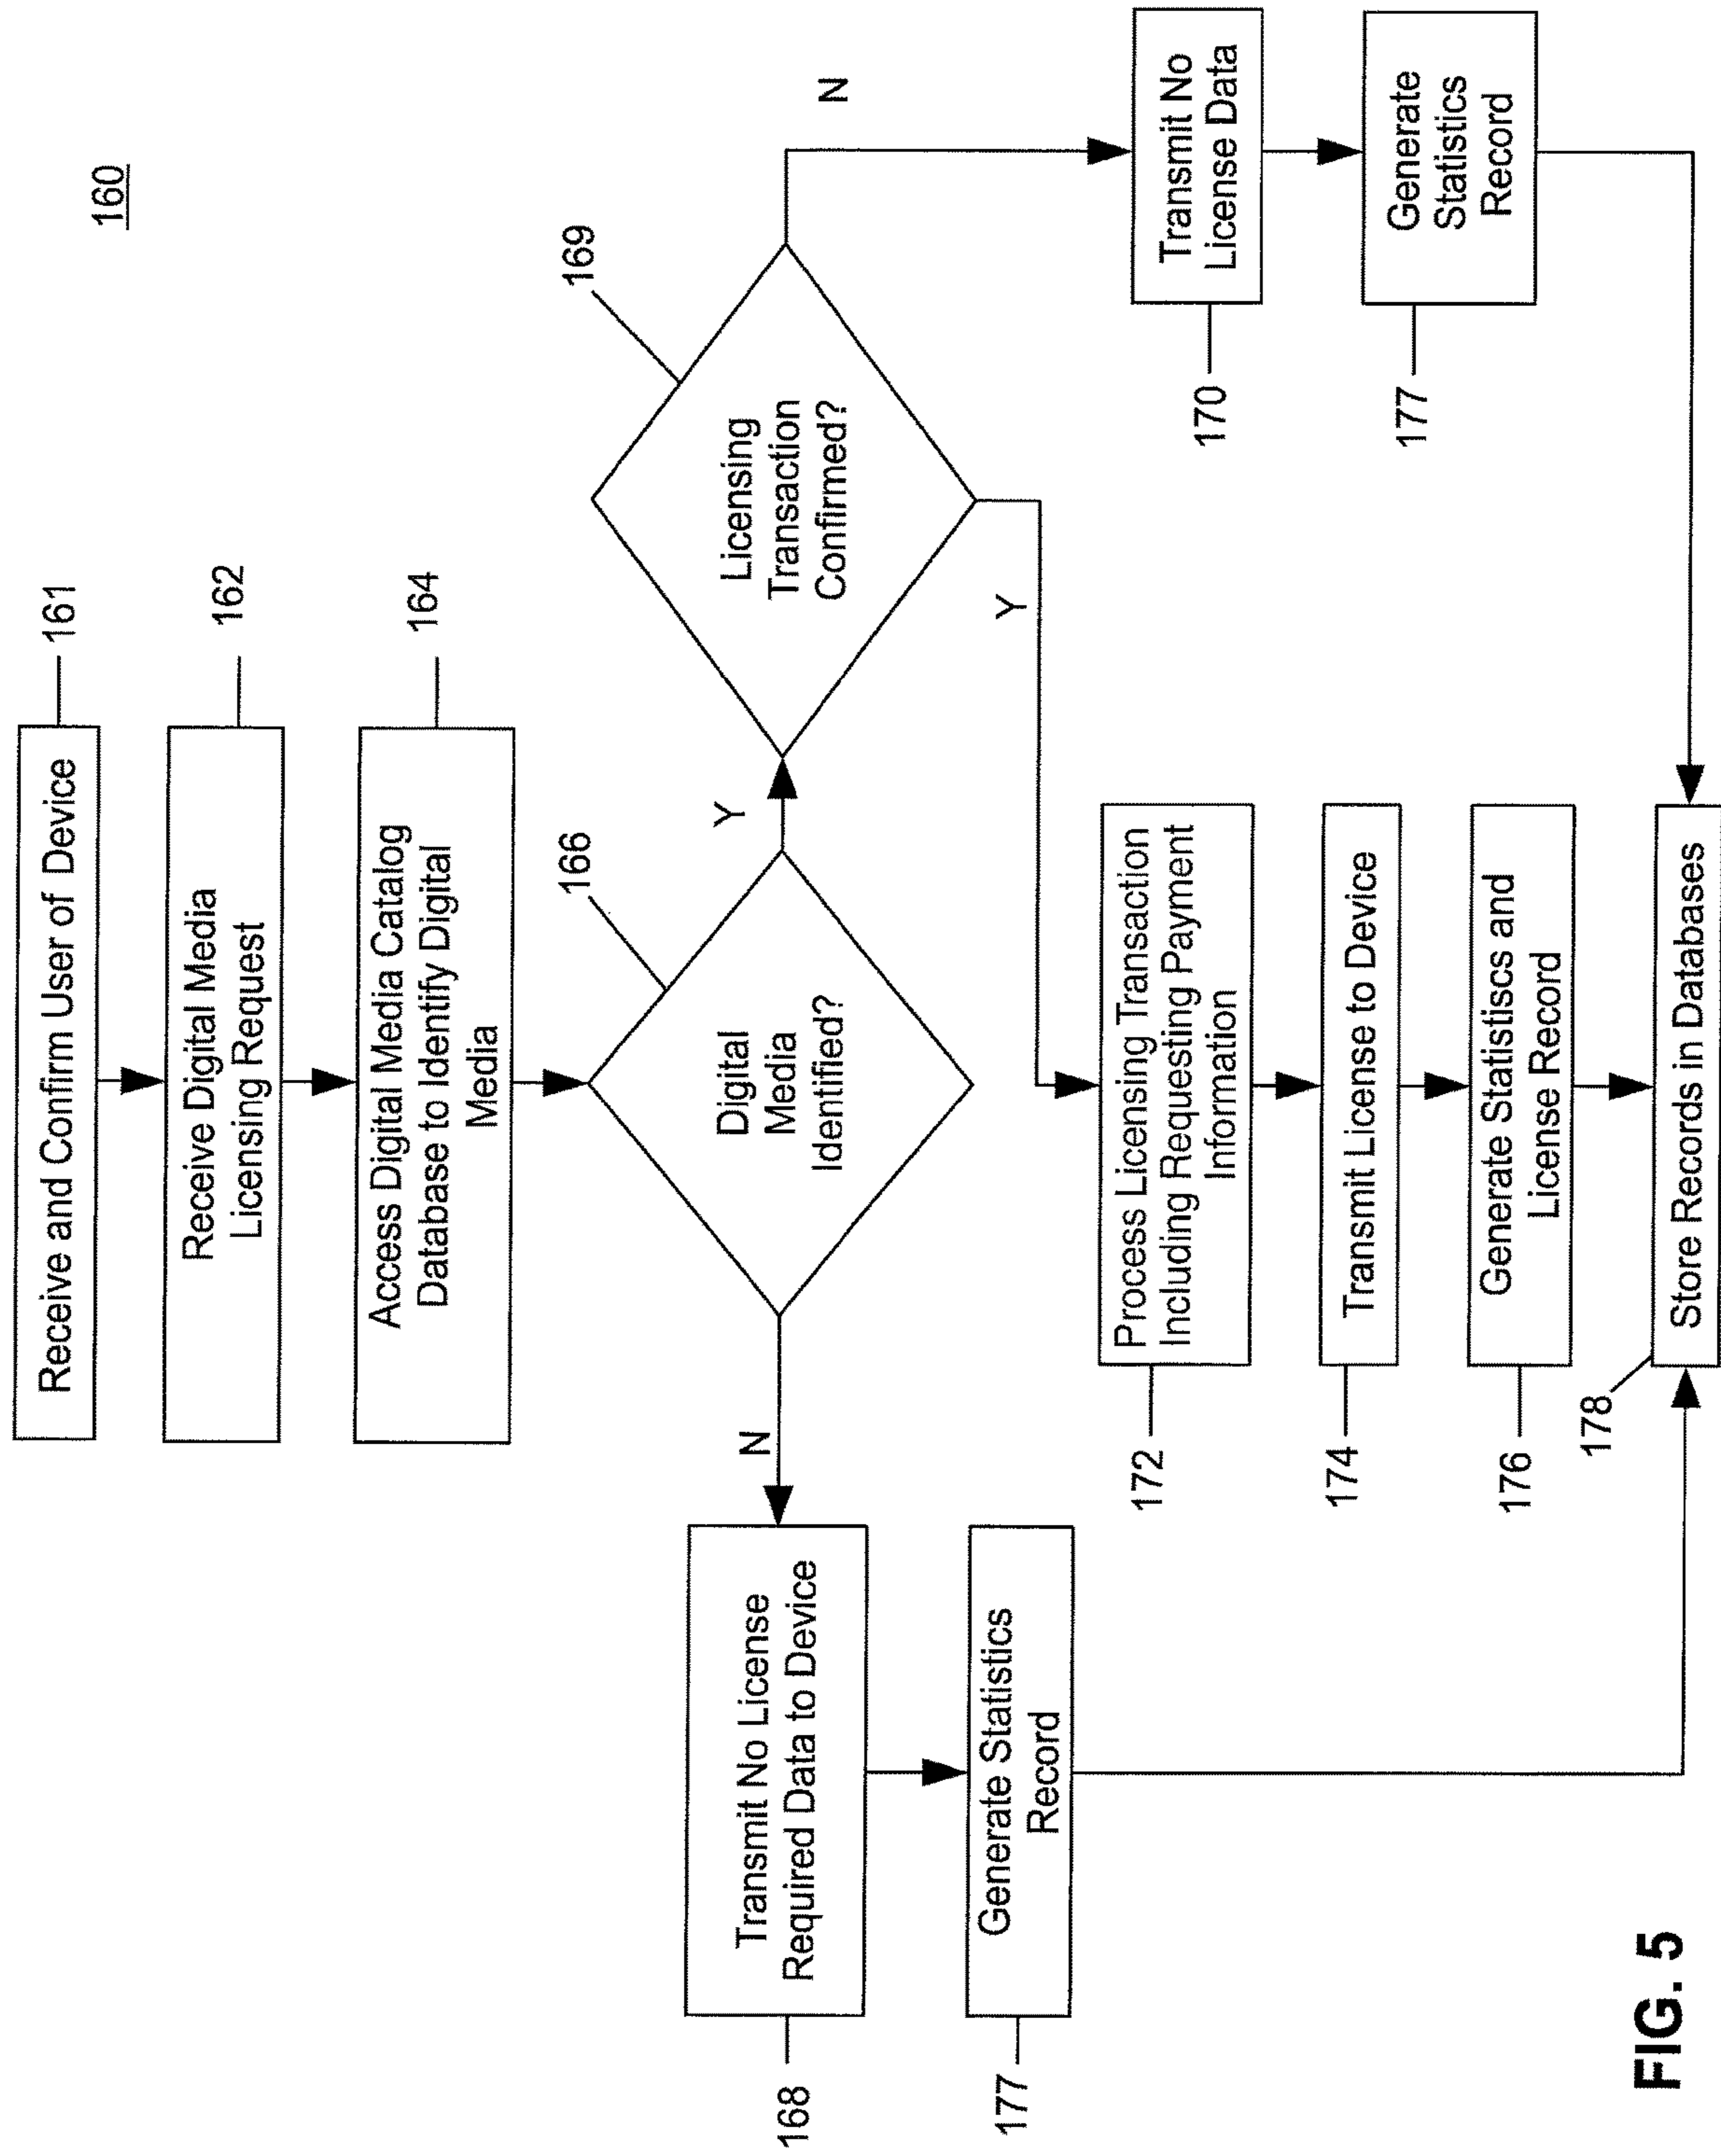 160
Receive and Confirm User of Device
161
Receive Digital Media
Licensing Request
162
Access Digital Media Catalog
Database to Identify Digital
Media
164
Digital
Media
Identified?
166
Y
N
Licensing
Transaction
Confirmed?
169
Y
N
Transmit No License
Required Data to Device
168
Generate Statistics
Record
177
Process Licensing Transaction
Including Requesting Payment
Information
172
Transmit License to Device
174
Generate Statistiscs and
License Record
176
Transmit No
License Data
170
Generate
Statistics
Record
177
Store Records in Databases
178
FIG. 5